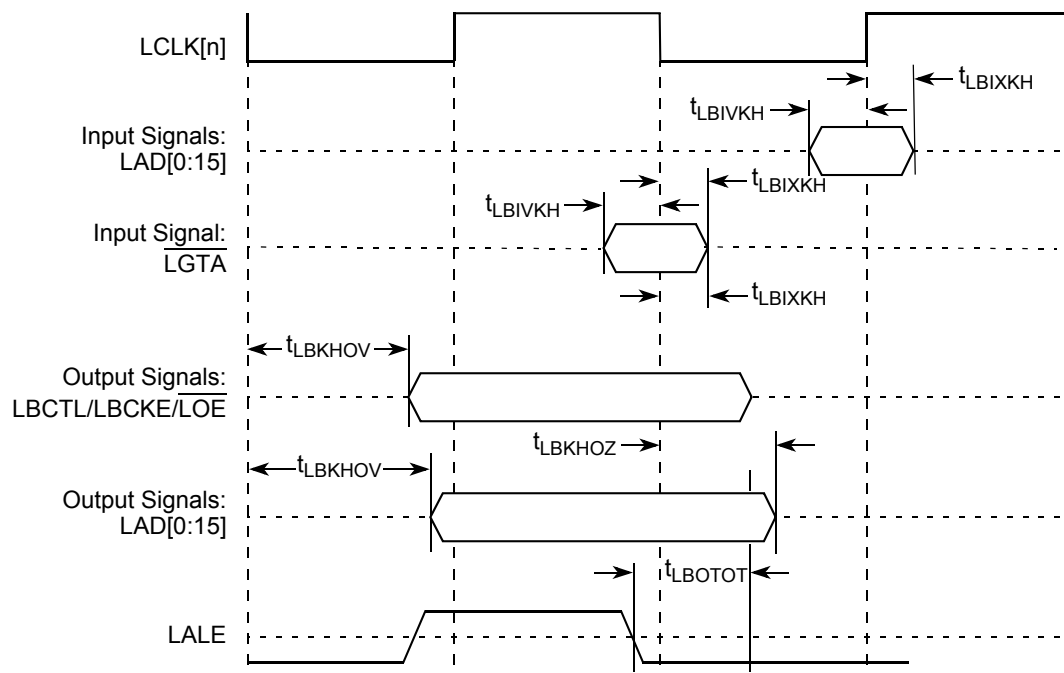 LCLK[n]
tLBIXKH
tLBIVKH
Input Signals:
LAD[0:15]
tLBIXKH
tLBIVKH
Input Signal:
LGTA
tLBIXKH
tLBKHOV
Output Signals:
LBCTL/LBCKE/LOE
tLBKHOZ
tLBKHOV
Output Signals:
LAD[0:15]
tLBOTOT
LALE